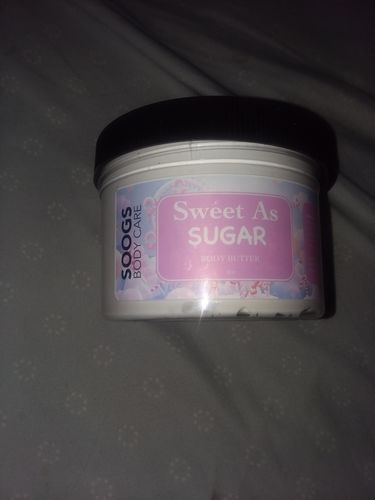 SOOGS
BODY CARE
Sweet As
SUGAR
BODY BUTTER